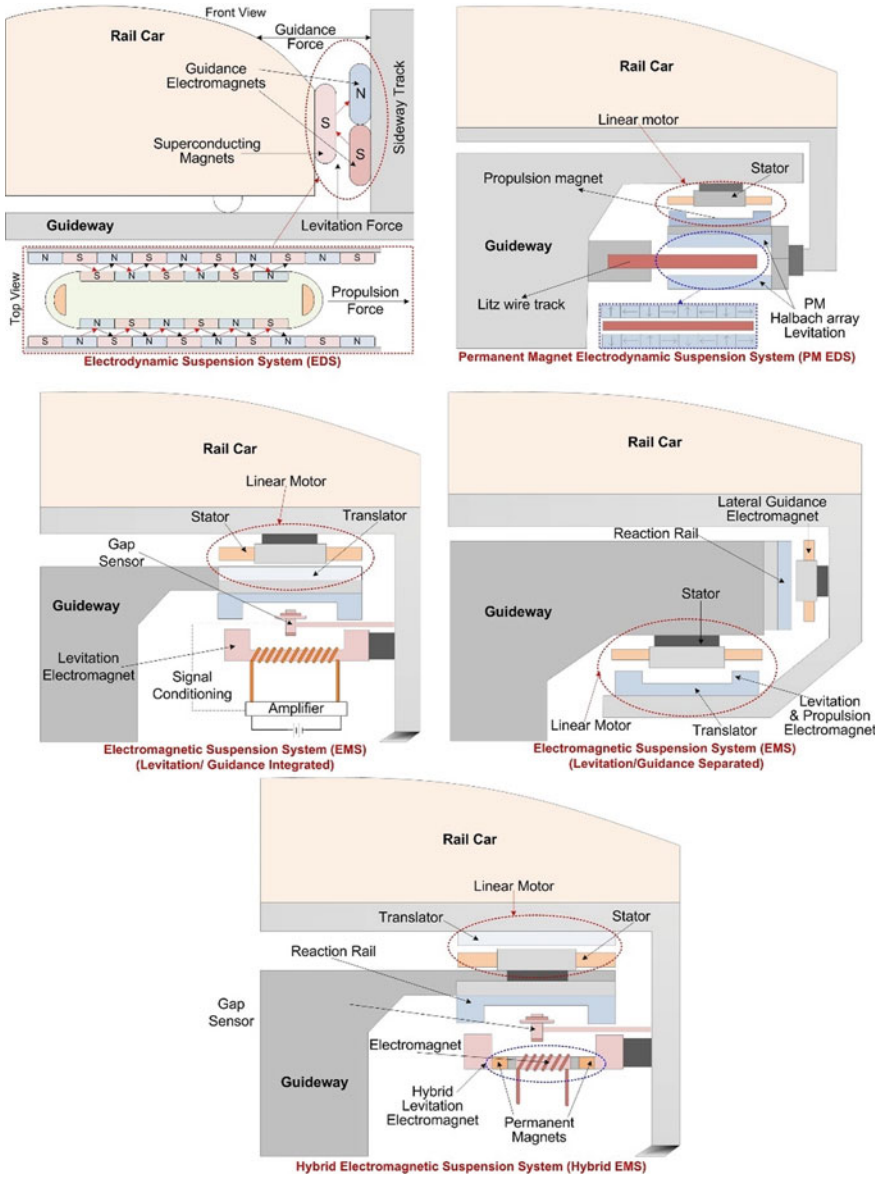 Front View
Rail Car
Guidance
Force
Guidance
Electromagnets
N
S
S
Superconducting
Magnets
Sideway Track
Guideway
Levitation Force
Top View
N S N S N S N S N S
S N S N S N
Propulsion
Force
N S N S N S
S N S N S N S N S N
Electrodynamic Suspension System (EDS)
Rail Car
Linear motor
Propulsion magnet
Stator
Guideway
Litz wire track
PM
Halbach array
Levitation
Permanent Magnet Electrodynamic Suspension System (PM EDS)
Rail Car
Linear Motor
Stator
Translator
Gap
Sensor
Guideway
Levitation
Electromagnet
Signal
Conditioning
Amplifier
Electromagnetic Suspension System (EMS)
(Levitation/ Guidance Integrated)
Rail Car
Lateral Guidance
Electromagnet
Reaction Rail
Guideway
Stator
Linear Motor
Translator
Levitation
& Propulsion
Electromagnet
Electromagnetic Suspension System (EMS)
(Levitation/Guidance Separated)
Rail Car
Linear Motor
Translator
Stator
Reaction Rail
Gap
Sensor
Electromagnet
Guideway
Hybrid
Levitation
Electromagnet
Permanent
Magnets
Hybrid Electromagnetic Suspension System (Hybrid EMS)